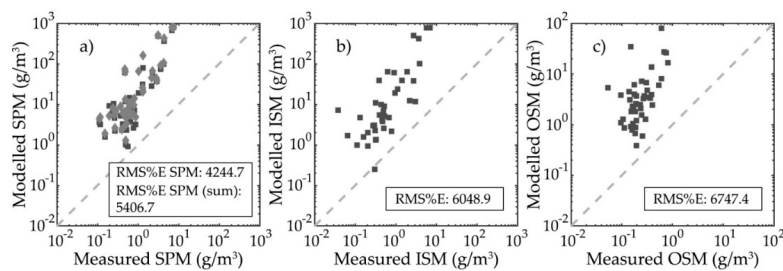 a)
Modelled SPM (g/m³)
10³
10²
10¹
10⁰
10⁻¹
10⁻²
RMS%E SPM: 4244.7
RMS%E SPM (sum):
5406.7
10⁻² 10⁻¹ 10⁰ 10¹ 10² 10³
Measured SPM (g/m³)
b)
Modelled ISM (g/m³)
10³
10²
10¹
10⁰
10⁻¹
10⁻²
RMS%E: 6048.9
10⁻² 10⁻¹ 10⁰ 10¹ 10² 10³
Measured ISM (g/m³)
c)
Modelled OSM (g/m³)
10²
10¹
10⁰
10⁻¹
10⁻²
RMS%E: 6747.4
10⁻² 10⁻¹ 10⁰ 10¹ 10²
Measured OSM (g/m³)